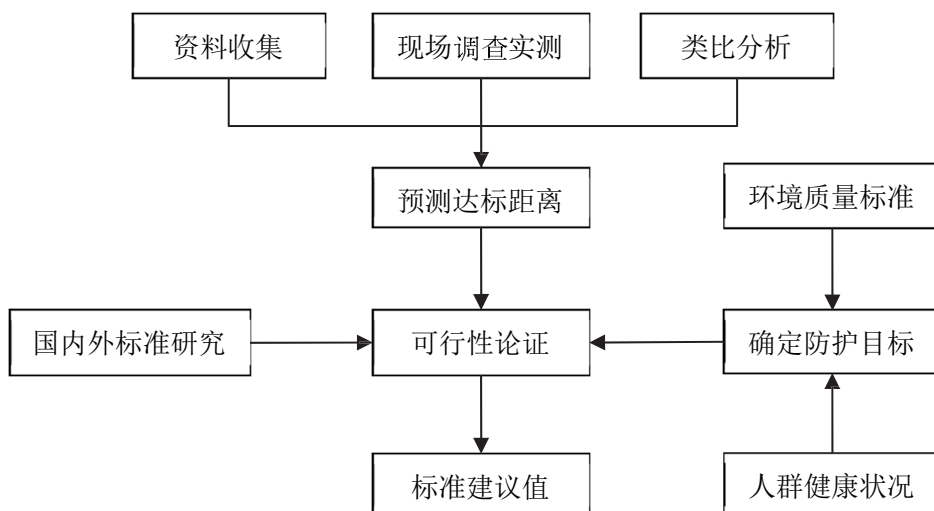 资料收集
现场调查实测
类比分析
预测达标距离
环境质量标准
国内外标准研究
可行性论证
确定防护目标
标准建议值
人群健康状况